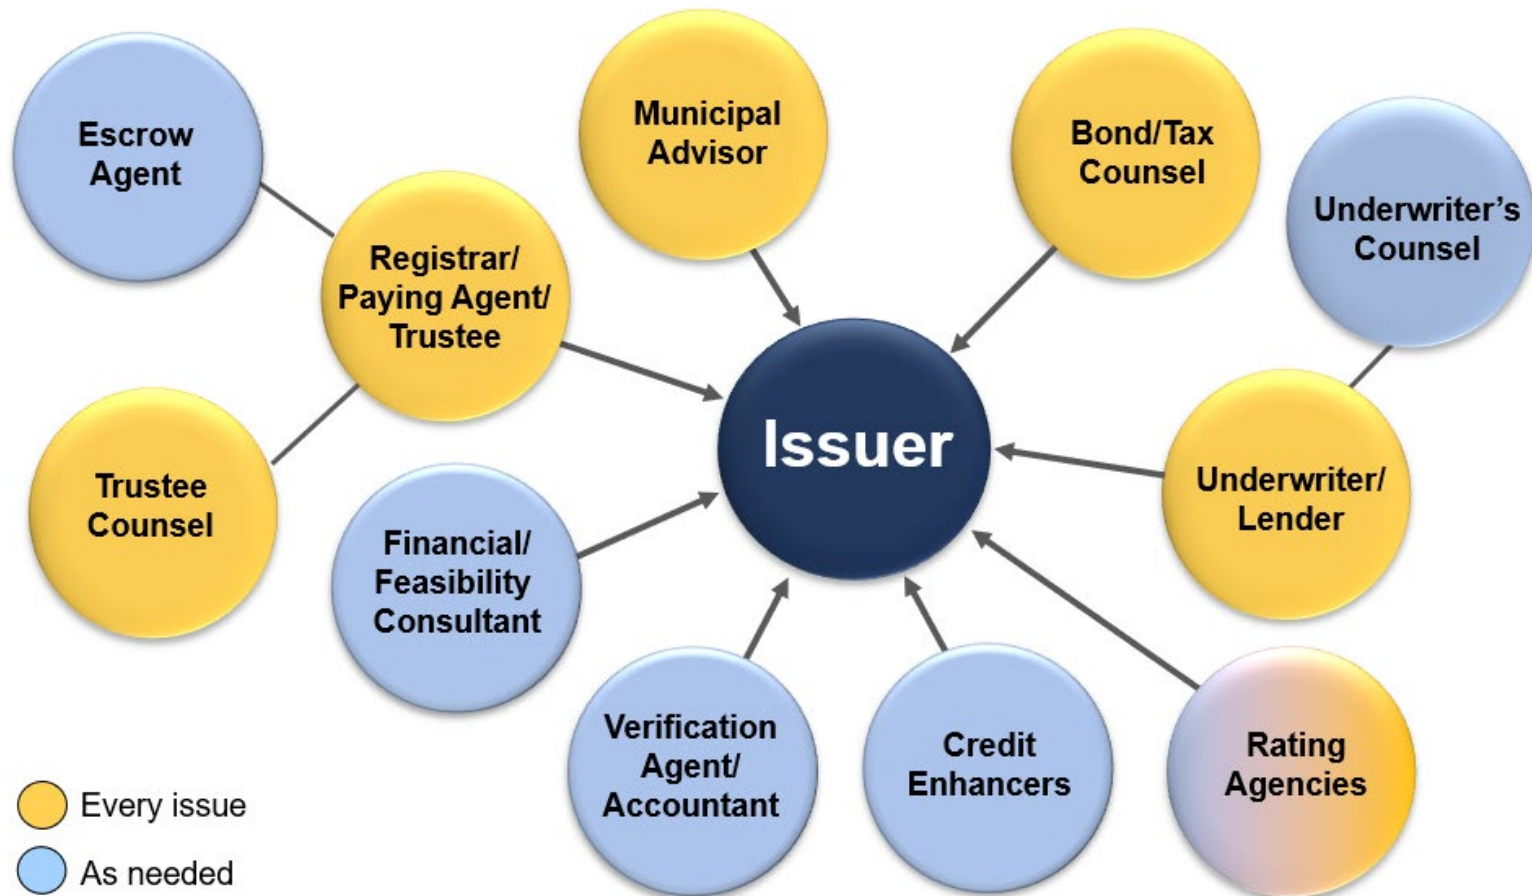 Municipal
Advisor
Bond/Tax
Counsel
Escrow
Agent
Underwriter’s
Counsel
Registrar/
Paying Agent/
Trustee
Issuer
Trustee
Counsel
Underwriter/
Lender
Financial/
Feasibility
Consultant
Verification
Agent/
Accountant
Credit
Enhancers
Rating
Agencies
Every issue
As needed